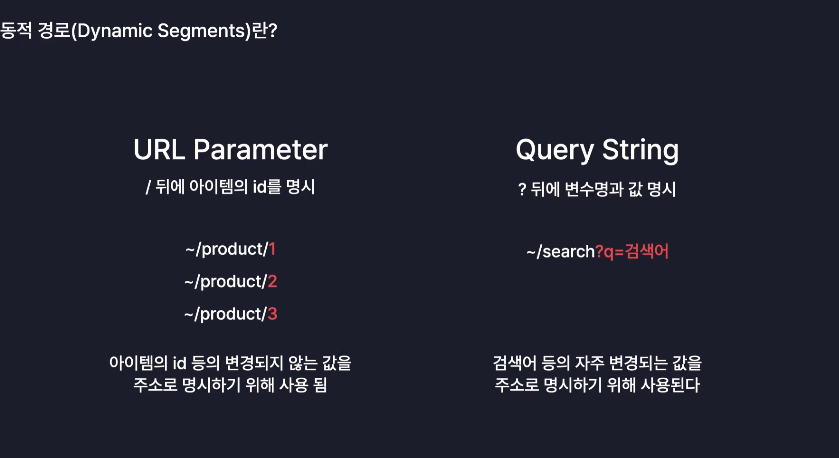 동적 경로(Dynamic Segments)란?
URL Parameter
/ 뒤에 아이템의 id를 명시
~/product/1
~/product/2
~/product/3
아이템의 id 등의 변경되지 않는 값을
주소로 명시하기 위해 사용 됨
Query String
? 뒤에 변수명과 값 명시
~/search?q=검색어
검색어 등의 자주 변경되는 값을
주소로 명시하기 위해 사용된다